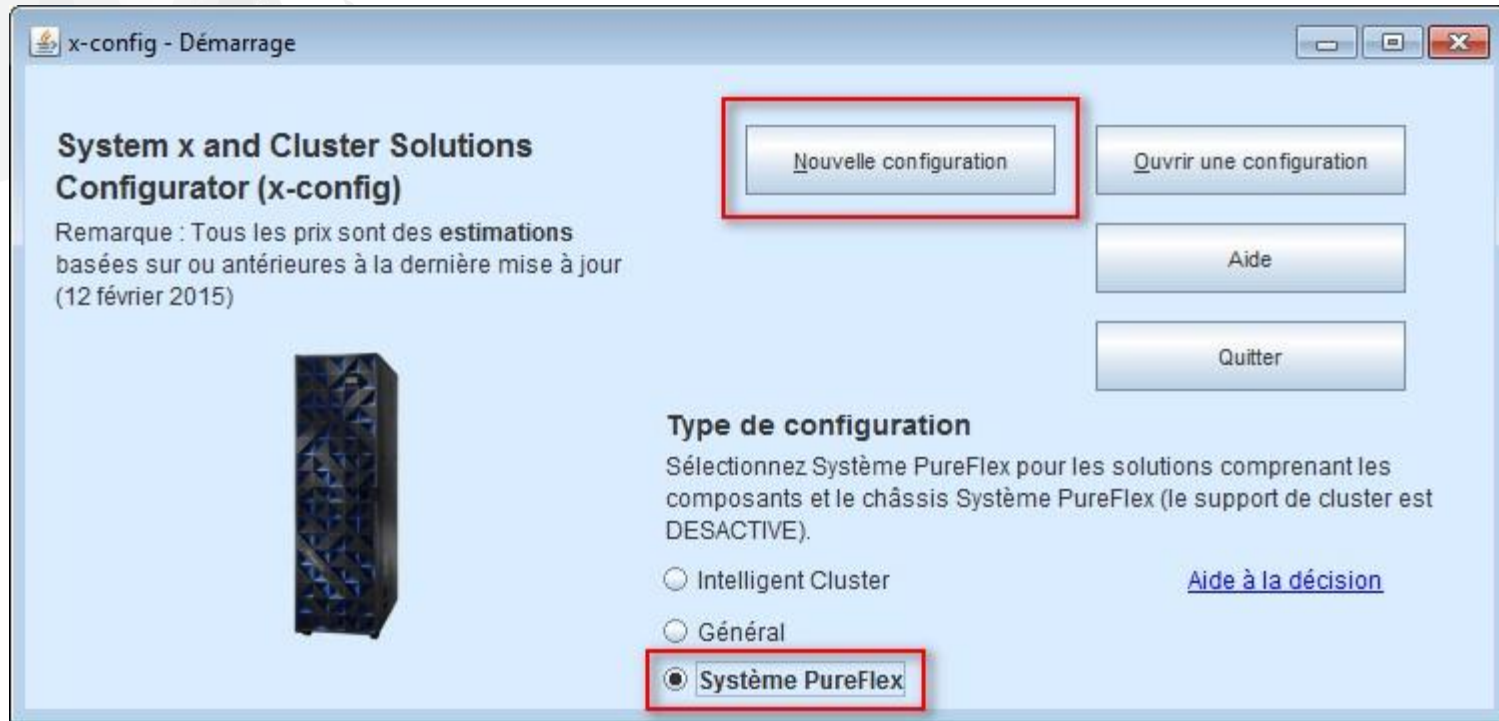 x-config - Démarrage
System x and Cluster Solutions
Configurator (x-config)
Remarque : Tous les prix sont des estimations
basées sur ou antérieures à la dernière mise à jour
(12 février 2015)
Nouvelle configuration
Ouvrir une configuration
Aide
Quitter
Type de configuration
Sélectionnez Système PureFlex pour les solutions comprenant les
composants et le châssis Système PureFlex (le support de cluster est
DESACTIVE).
Intelligent Cluster
Aide à la décision
Général
Système PureFlex